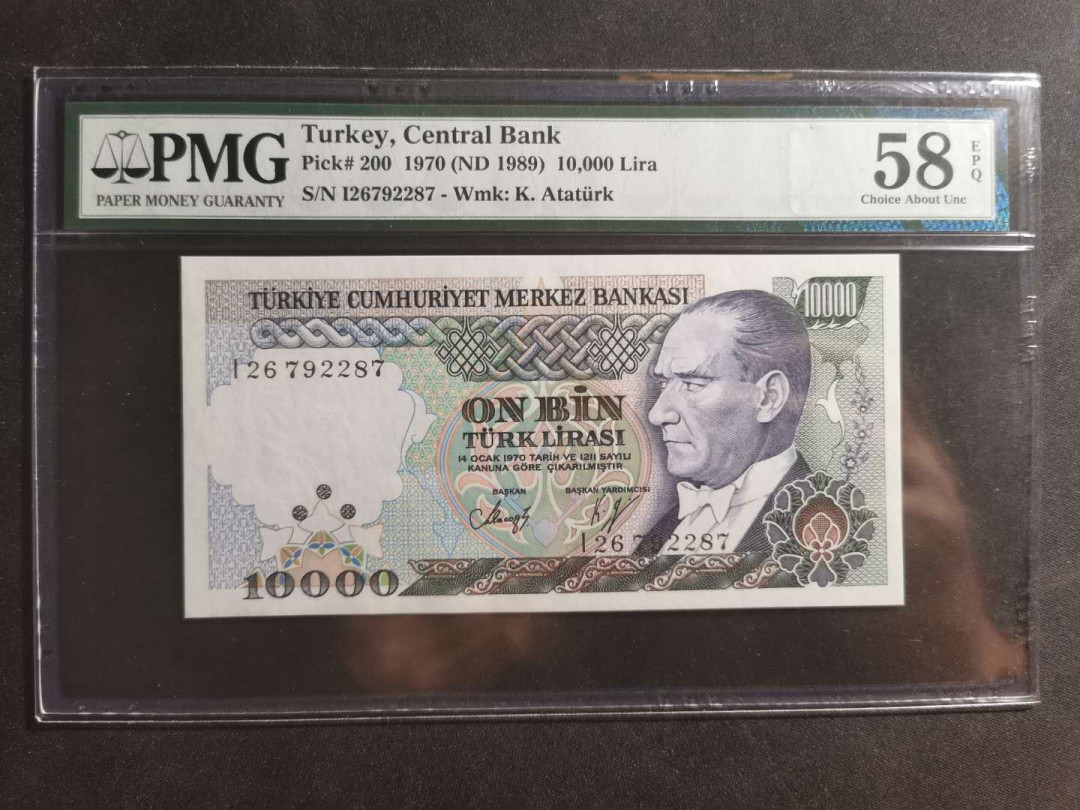 PMG
PAPER MONEY GUARANTY
Turkey, Central Bank
Pick# 200 1970 (ND 1989) 10,000 Lira
S/N I26792287 - Wmk: K. Atatürk
58
EPQ
Choice About Unc
TÜRKİYE CUMHURİYET MERKEZ BANKASI
10000
I26 792287
ON BİN
TÜRK LİRASI
14 OCAK 1970 TARİH VE 1211 SAYILI
KANUNA GÖRE ÇIKARILMIŞTIR
BAŞKAN BAŞKAN YARDIMCISI
I26 792287
10000